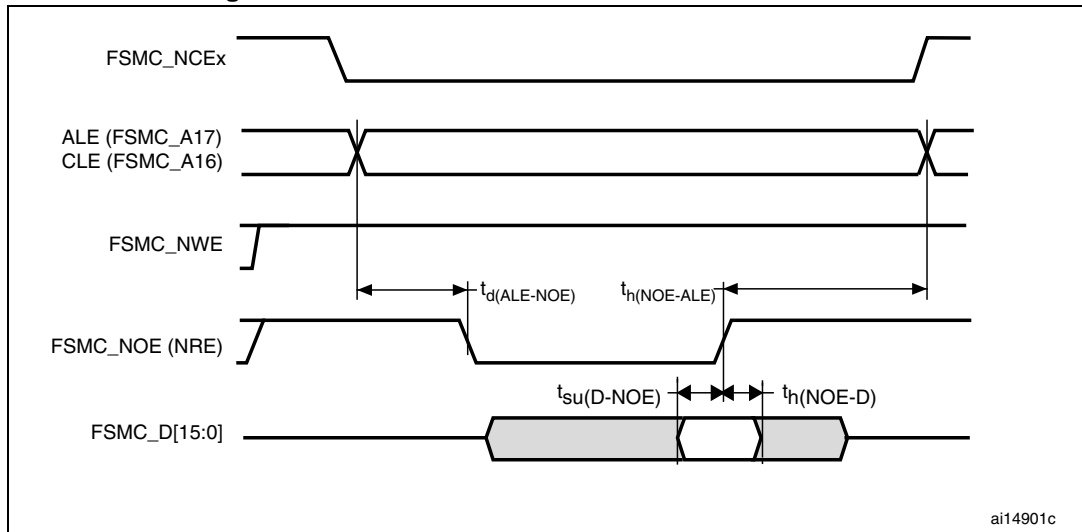 FSMC_NCEx
ALE (FSMC_A17)
CLE (FSMC_A16)
FSMC_NWE
td(ALE-NOE)
th(NOE-ALE)
FSMC_NOE (NRE)
tsu(D-NOE)
th(NOE-D)
FSMC_D[15:0]
ai14901c